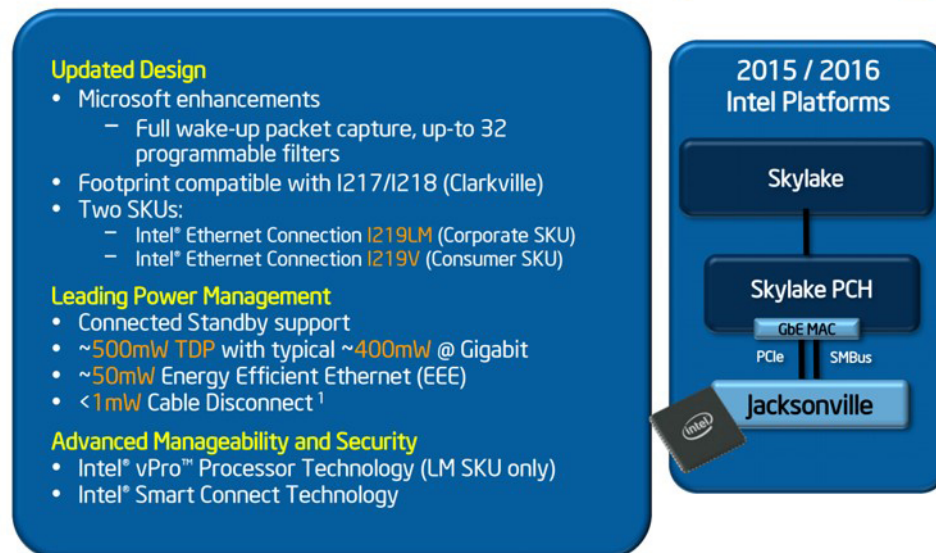 Updated Design
• Microsoft enhancements
– Full wake-up packet capture, up-to 32
programmable filters
• Footprint compatible with I217/I218 (Clarkville)
• Two SKUs:
– Intel® Ethernet Connection I219LM (Corporate SKU)
– Intel® Ethernet Connection I219V (Consumer SKU)
Leading Power Management
• Connected Standby support
• ~500mW TDP with typical ~400mW @ Gigabit
• ~50mW Energy Efficient Ethernet (EEE)
• <1mW Cable Disconnect ¹
Advanced Manageability and Security
• Intel® vPro™ Processor Technology (LM SKU only)
• Intel® Smart Connect Technology
2015 / 2016
Intel Platforms
Skylake
Skylake PCH
GbE MAC
PCIe SMBus
Jacksonville
intel